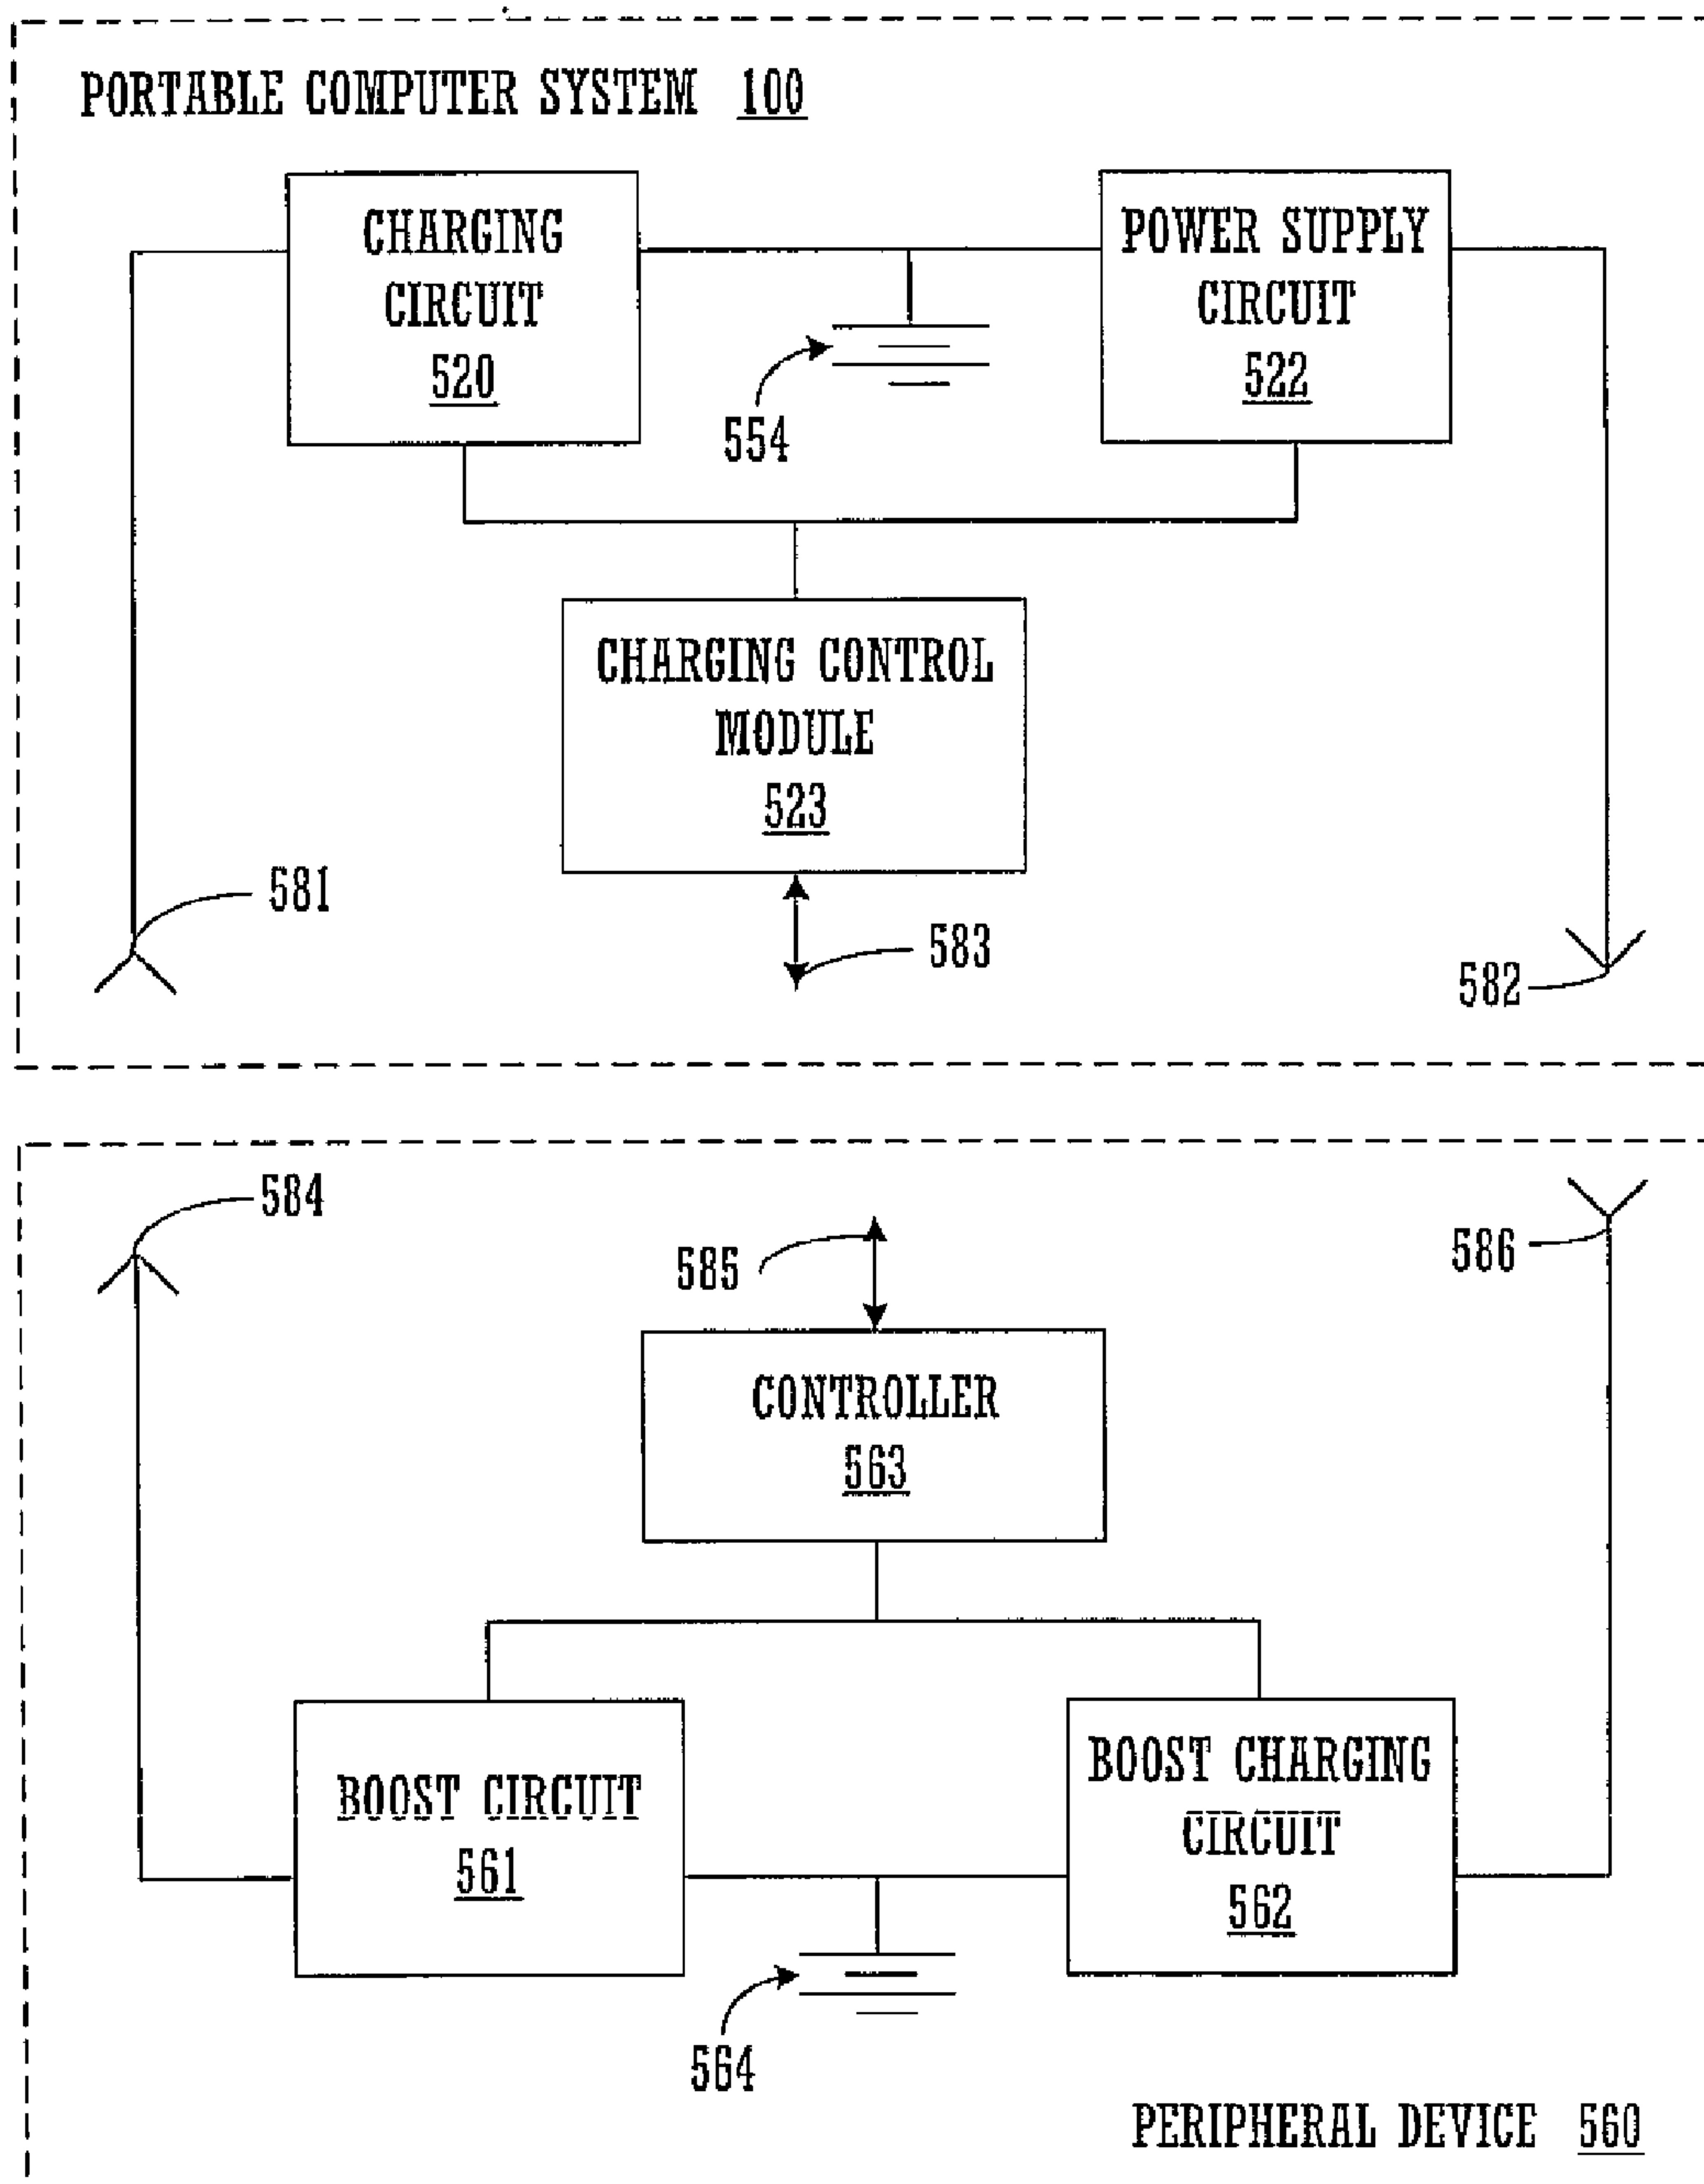 PORTABLE COMPUTER SYSTEM 100
CHARGING
CIRCUIT
520
POWER SUPPLY
CIRCUIT
522
554
CHARGING CONTROL
MODULE
523
581
583
582
584
585
586
CONTROLLER
563
BOOST CIRCUIT
561
BOOST CHARGING
CIRCUIT
562
564
PERIPHERAL DEVICE 560